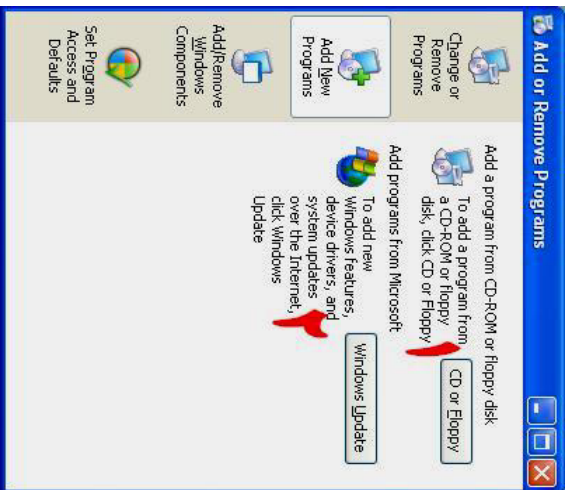 Add or Remove Programs
Change or
Remove
Programs
Add New
Programs
Add/Remove
Windows
Components
Set Program
Access and
Defaults
Add a program from CD-ROM or floppy disk
To add a program from
a CD-ROM or floppy
disk, click CD or Floppy
CD or Floppy
Add programs from Microsoft
To add new
Windows features,
device drivers, and
system updates
over the Internet,
click Windows
Update
Windows Update